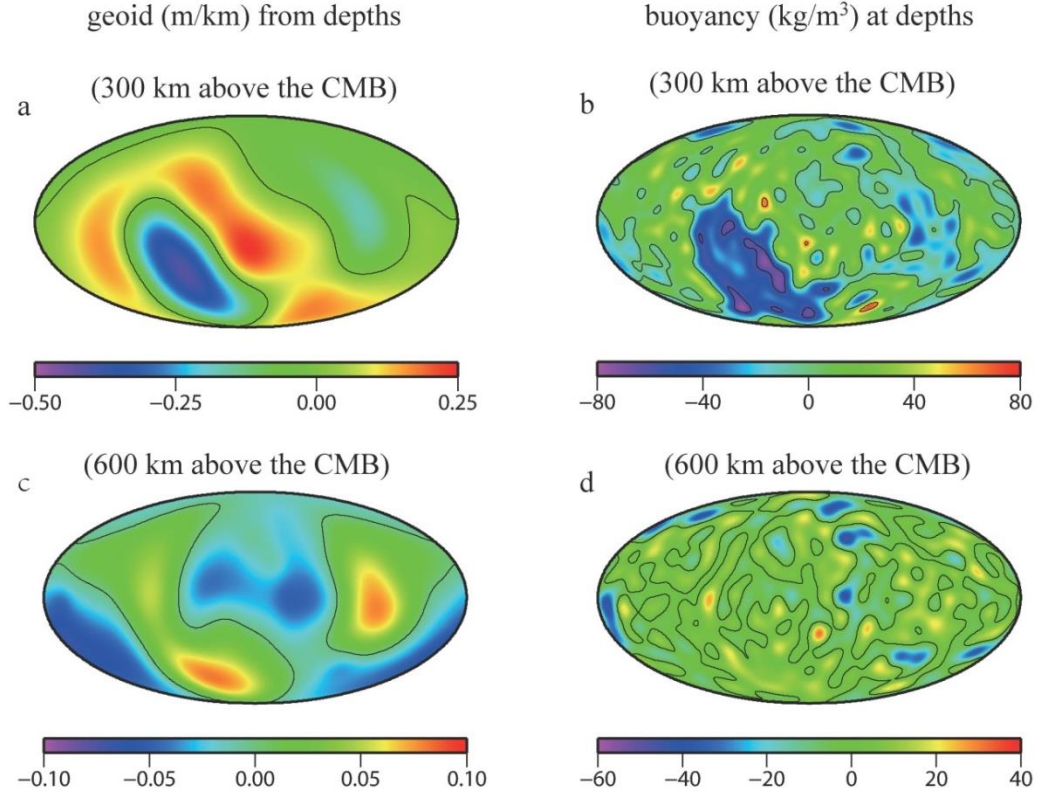 geoid (m/km) from depths
buoyancy (kg/m³) at depths
(300 km above the CMB)
(300 km above the CMB)
a
b
−0.50 −0.25 0.00 0.25
−80 −40 0 40 80
(600 km above the CMB)
(600 km above the CMB)
c
d
−0.10 −0.05 0.00 0.05 0.10
−60 −40 −20 0 20 40